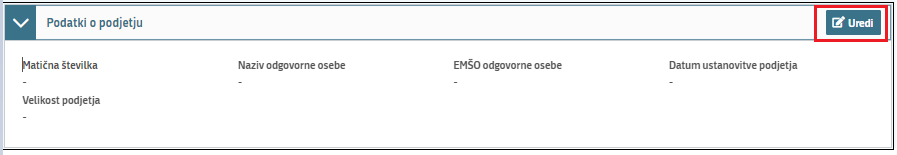 Podatki o podjetju Uredi
Matična številka Naziv odgovorne osebe EMŠO odgovorne osebe Datum ustanovitve podjetja
- - - -
Velikost podjetja
-